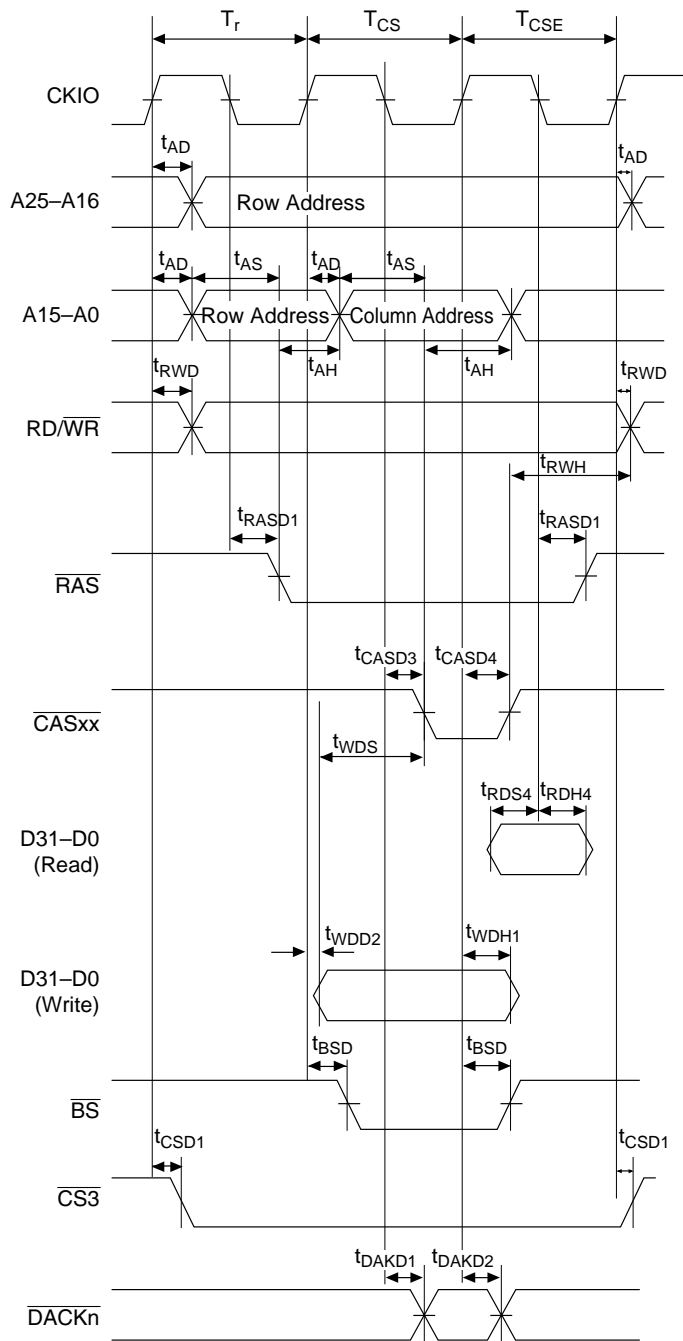 Tr TCS TCSE
CKIO
tAD tAD
A25–A16 Row Address
tAD tAS tAD tAS
A15–A0 Row Address Column Address
tAH tAH
tRWD tRWD
RD/WR
tRWH
tRASD1 tRASD1
RAS
tCASD3 tCASD4
CASxx
tWDS
tRDS4 tRDH4
D31–D0
(Read)
tWDD2 tWDH1
D31–D0
(Write)
tBSD tBSD
BS
tCSD1 tCSD1
CS3
tDAKD1 tDAKD2
DACKn